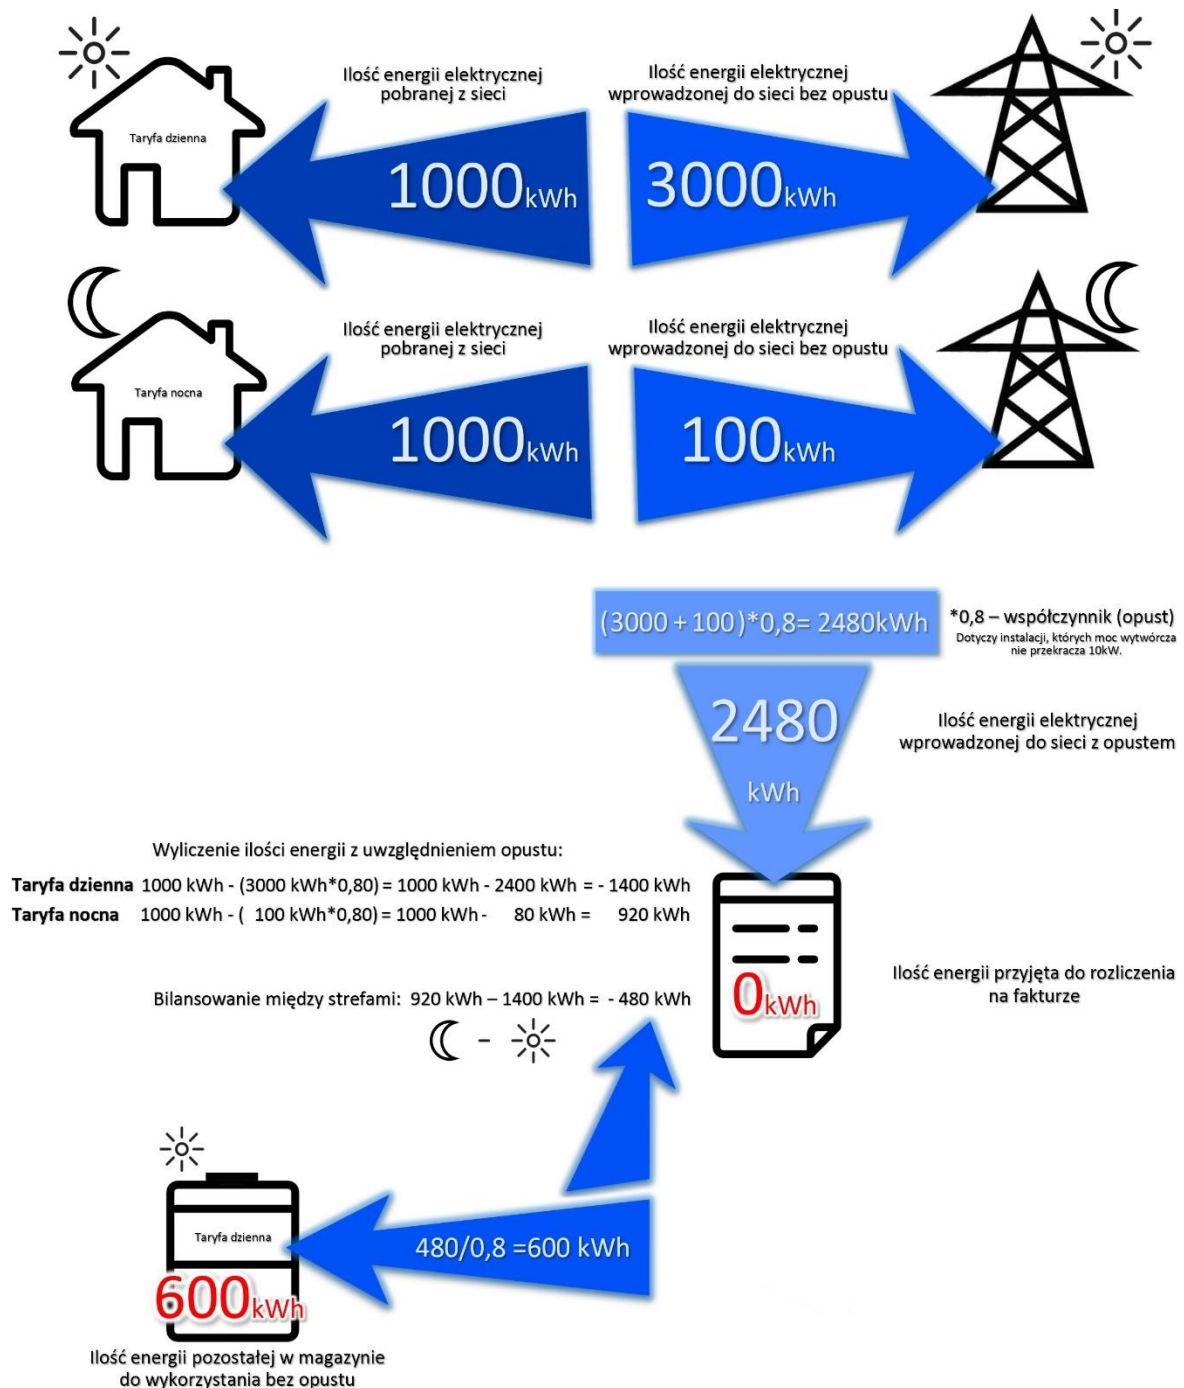 Ilość energii elektrycznej
pobranej z sieci
Ilość energii elektrycznej
wprowadzonej do sieci bez opustu
Taryfa dzienna
1000kWh
3000kWh
Ilość energii elektrycznej
pobranej z sieci
Ilość energii elektrycznej
wprowadzonej do sieci bez opustu
Taryfa nocna
1000kWh
100kWh
(3000 + 100)*0,8= 2480kWh
*0,8 – współczynnik (opust)
Dotyczy instalacji, których moc wytwórcza
nie przekracza 10kW.
2480
kWh
Ilość energii elektrycznej
wprowadzonej do sieci z opustem
Wyliczenie ilości energii z uwzględnieniem opustu:
Taryfa dzienna 1000 kWh - (3000 kWh*0,80) = 1000 kWh - 2400 kWh = - 1400 kWh
Taryfa nocna 1000 kWh - ( 100 kWh*0,80) = 1000 kWh - 80 kWh = 920 kWh
Ilość energii przyjęta do rozliczenia
na fakturze
0kWh
Bilansowanie między strefami: 920 kWh – 1400 kWh = - 480 kWh
-
Taryfa dzienna
480/0,8 =600 kWh
600kWh
Ilość energii pozostałej w magazynie
do wykorzystania bez opustu